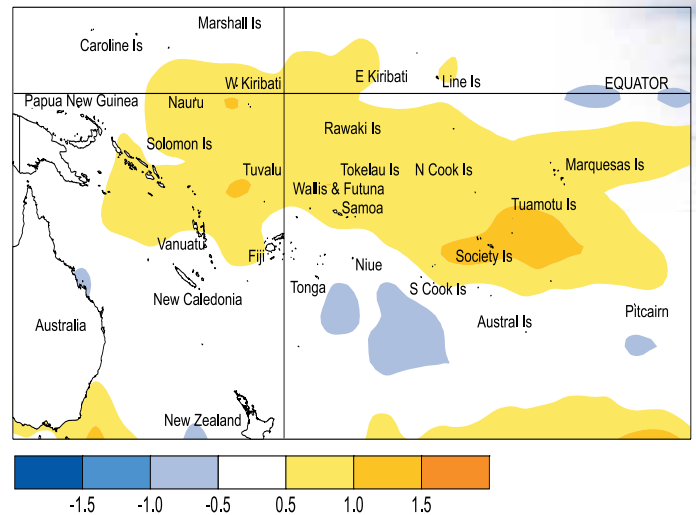 Marshall Is
Caroline Is
W Kiribati
E Kiribati
Line Is
EQUATOR
Papua New Guinea
Nauru
Rawaki Is
Solomon Is
Tuvalu
Tokelau Is
N Cook Is
Marquesas Is
Wallis & Futuna
Samoa
Tuamotu Is
Vanuatu
Fiji
Society Is
Niue
Tonga
S Cook Is
New Caledonia
Pitcairn
Australia
Austral Is
New Zealand
-1.5 -1.0 -0.5 0.5 1.0 1.5